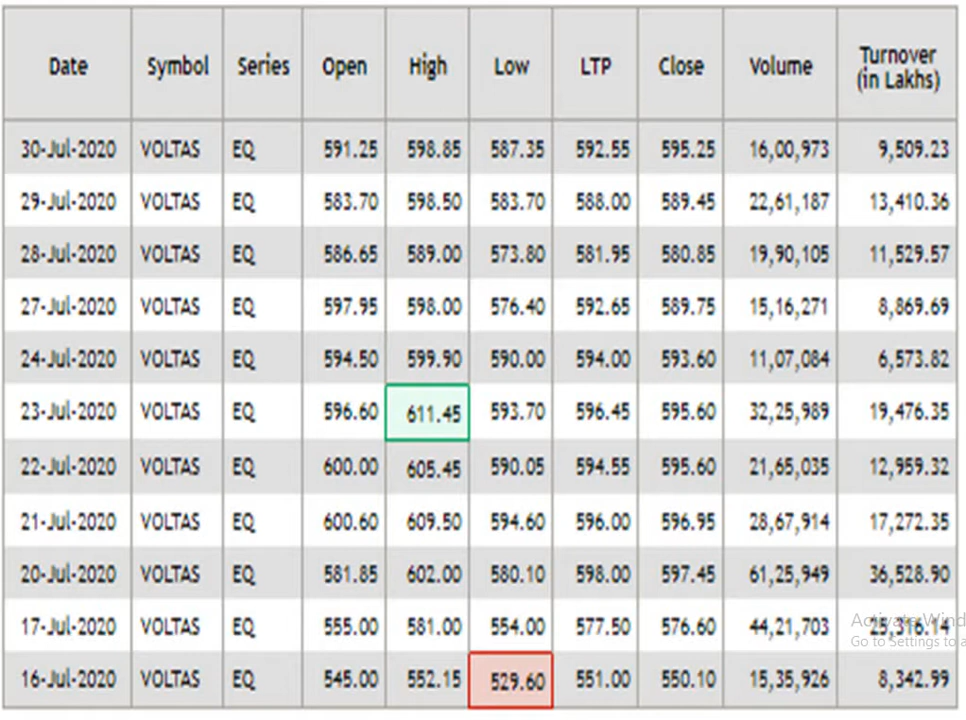 Date Symbol Series Open High Low LTP Close Volume Turnover (in Lakhs)
30-Jul-2020 VOLTAS EQ 591.25 598.85 587.35 592.55 595.25 16,00,973 9,509.23
29-Jul-2020 VOLTAS EQ 583.70 598.50 583.70 588.00 589.45 22,61,187 13,410.36
28-Jul-2020 VOLTAS EQ 586.65 589.00 573.80 581.95 580.85 19,90,105 11,529.57
27-Jul-2020 VOLTAS EQ 597.95 598.00 576.40 592.65 589.75 15,16,271 8,869.69
24-Jul-2020 VOLTAS EQ 594.50 599.90 590.00 594.00 593.60 11,07,084 6,573.82
23-Jul-2020 VOLTAS EQ 596.60 611.45 593.70 596.45 595.60 32,25,989 19,476.35
22-Jul-2020 VOLTAS EQ 600.00 605.45 590.05 594.55 595.60 21,65,035 12,959.32
21-Jul-2020 VOLTAS EQ 600.60 609.50 594.60 596.00 596.95 28,67,914 17,272.35
20-Jul-2020 VOLTAS EQ 581.85 602.00 580.10 598.00 597.45 61,25,949 36,528.90
17-Jul-2020 VOLTAS EQ 555.00 581.00 554.00 577.50 576.60 44,21,703 25,316.14
Activate Wind
Go to Settings to a
16-Jul-2020 VOLTAS EQ 545.00 552.15 529.60 551.00 550.10 15,35,926 8,342.99